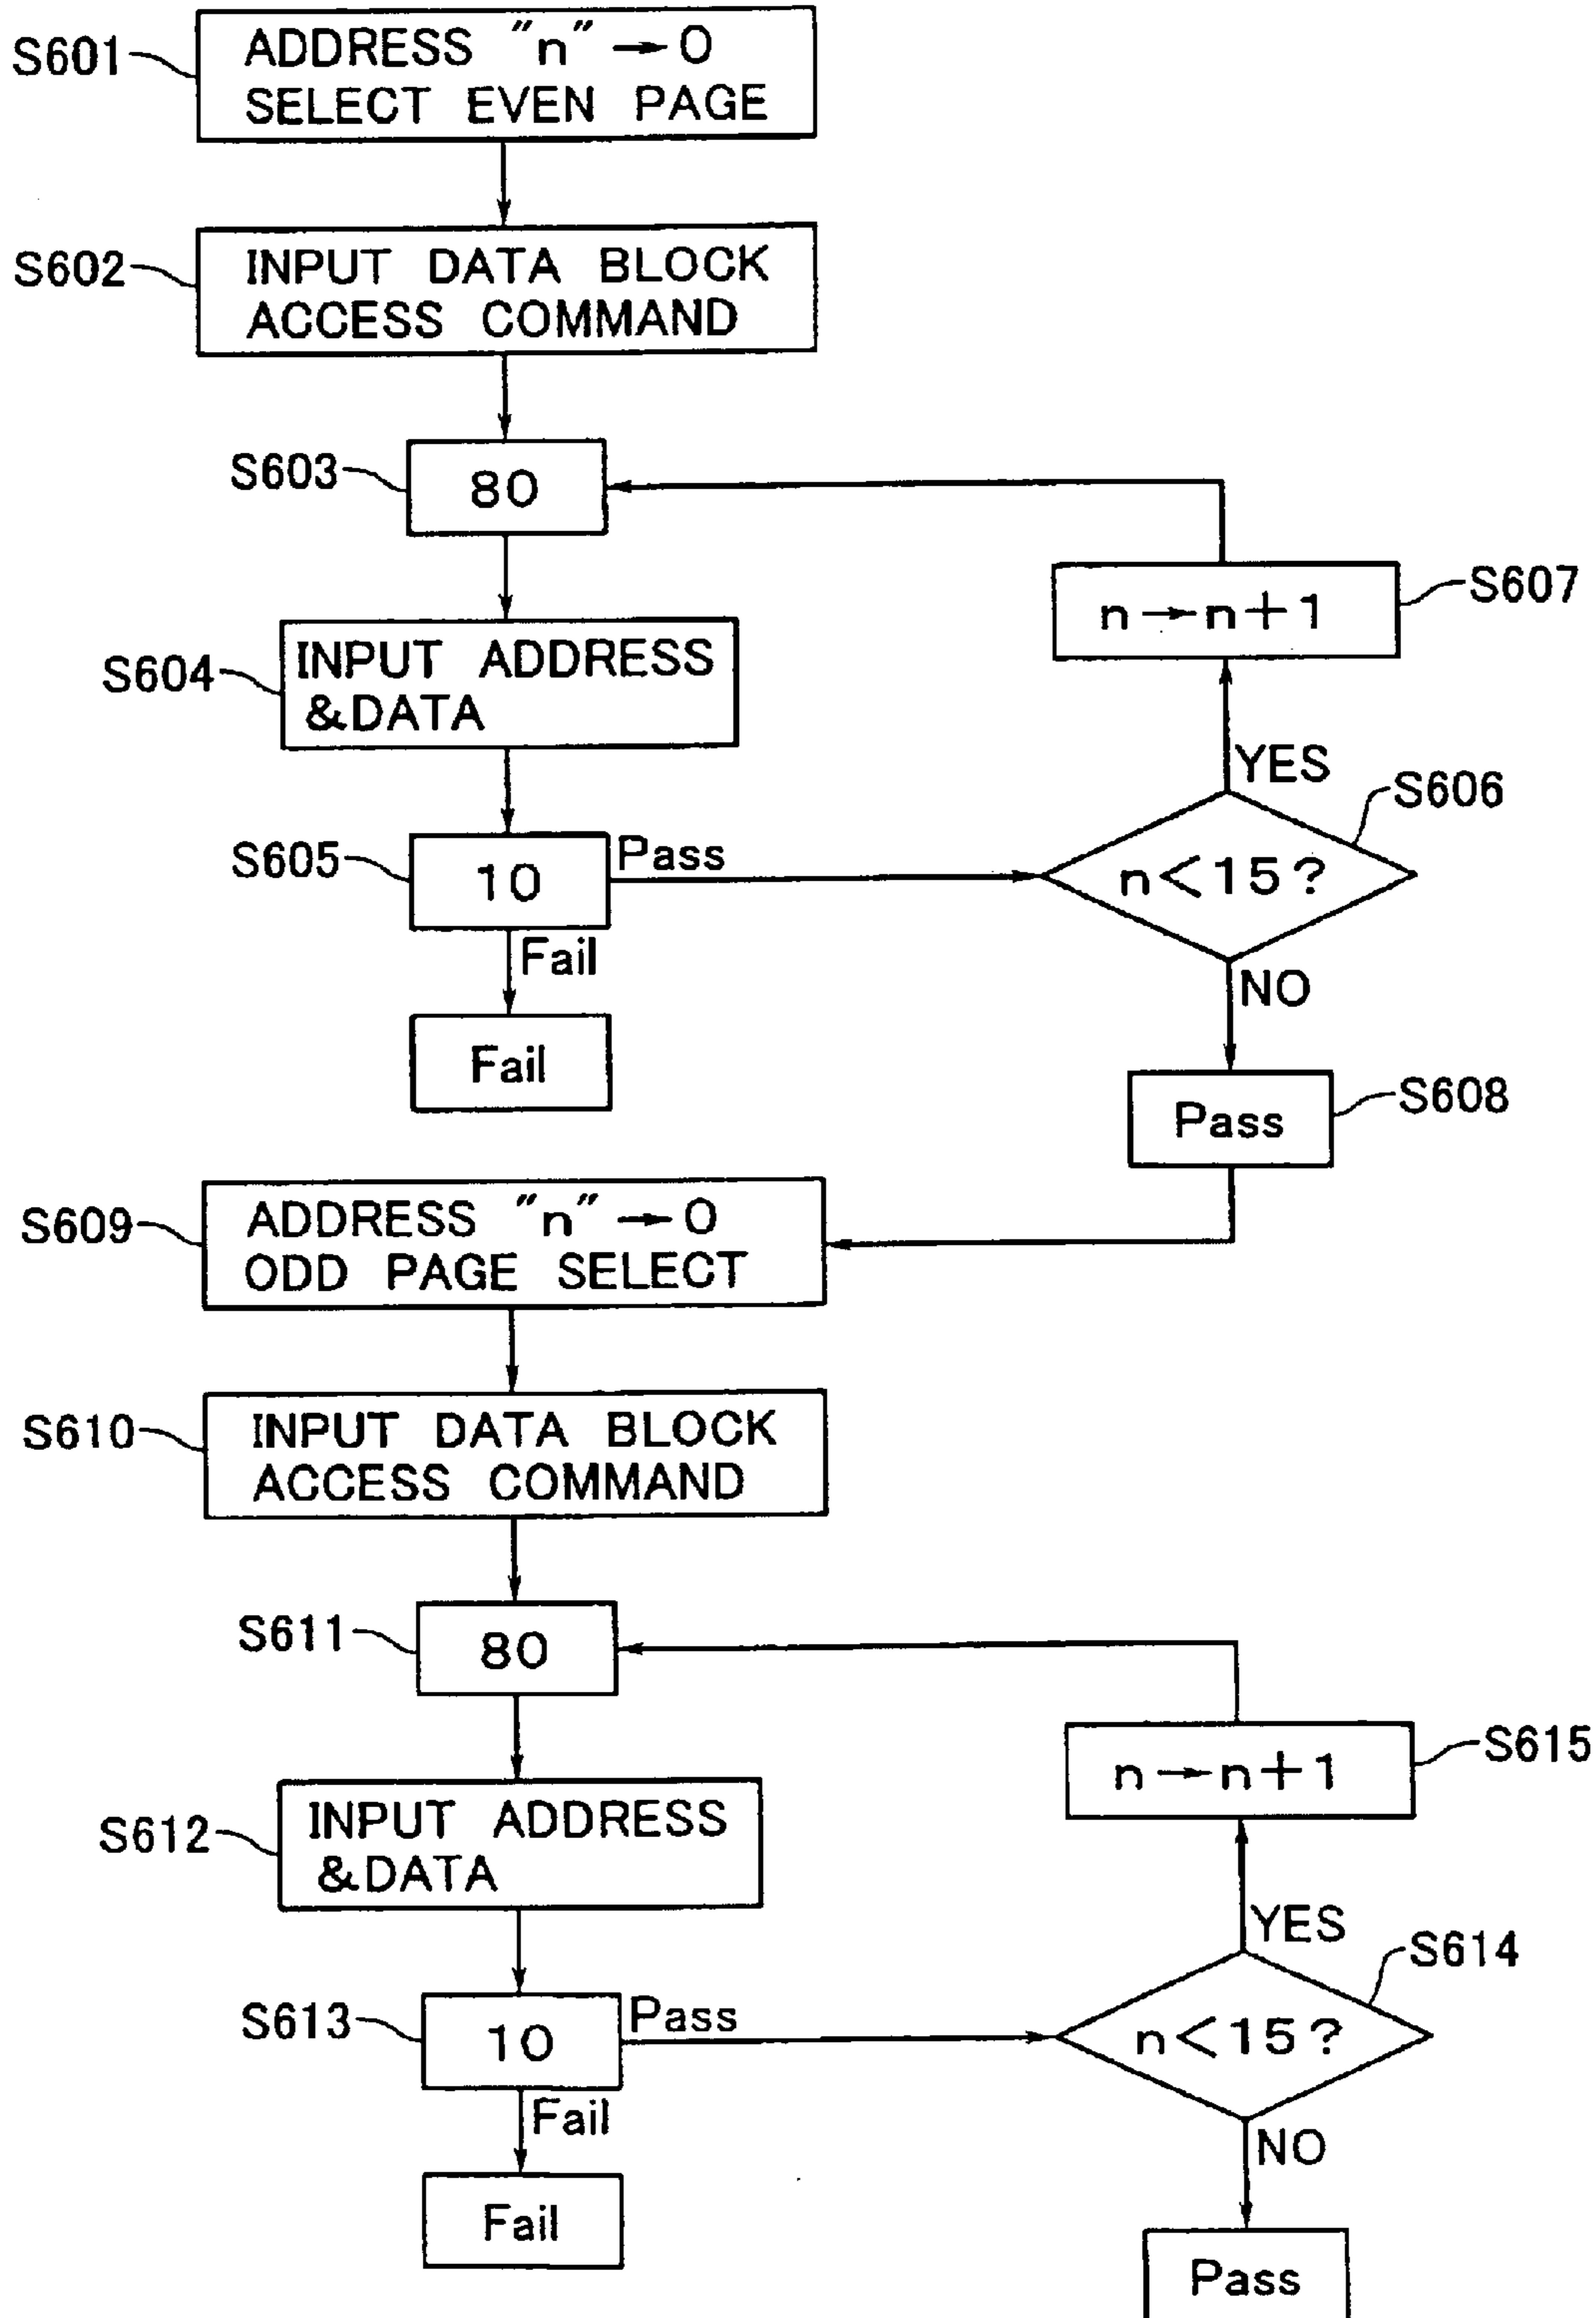 S601
ADDRESS "n" → 0
SELECT EVEN PAGE
S602
INPUT DATA BLOCK
ACCESS COMMAND
S603
80
S607
n → n + 1
S604
INPUT ADDRESS
&DATA
YES
S606
S605
10
Pass
n < 15 ?
Fail
NO
Fail
S608
Pass
S609
ADDRESS "n" → 0
ODD PAGE SELECT
S610
INPUT DATA BLOCK
ACCESS COMMAND
S611
80
S615
n → n + 1
S612
INPUT ADDRESS
&DATA
YES
S614
S613
10
Pass
n < 15 ?
Fail
NO
Fail
Pass